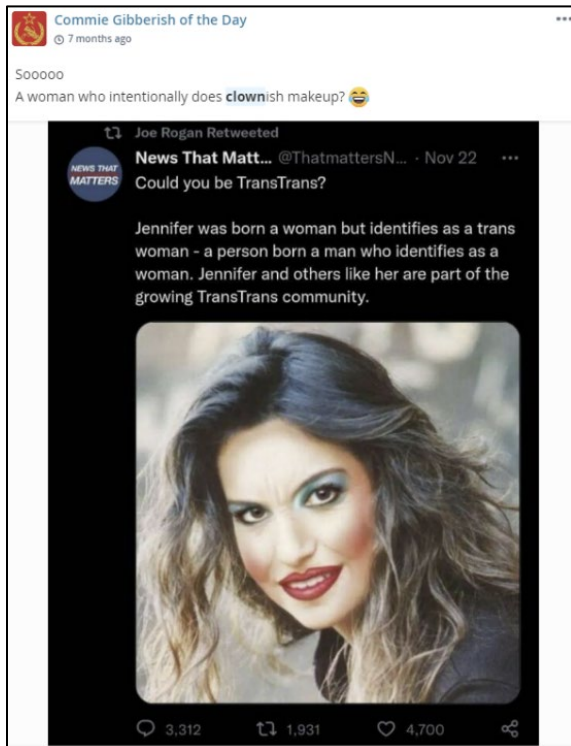 Commie Gibberish of the Day
7 months ago
Sooooo
A woman who intentionally does clownish makeup? 😂
Joe Rogan Retweeted
NEWS THAT
MATTERS
News That Matt... @ThatmattersN... · Nov 22
Could you be TransTrans?
Jennifer was born a woman but identifies as a trans
woman - a person born a man who identifies as a
woman. Jennifer and others like her are part of the
growing TransTrans community.
3,312 1,931 4,700